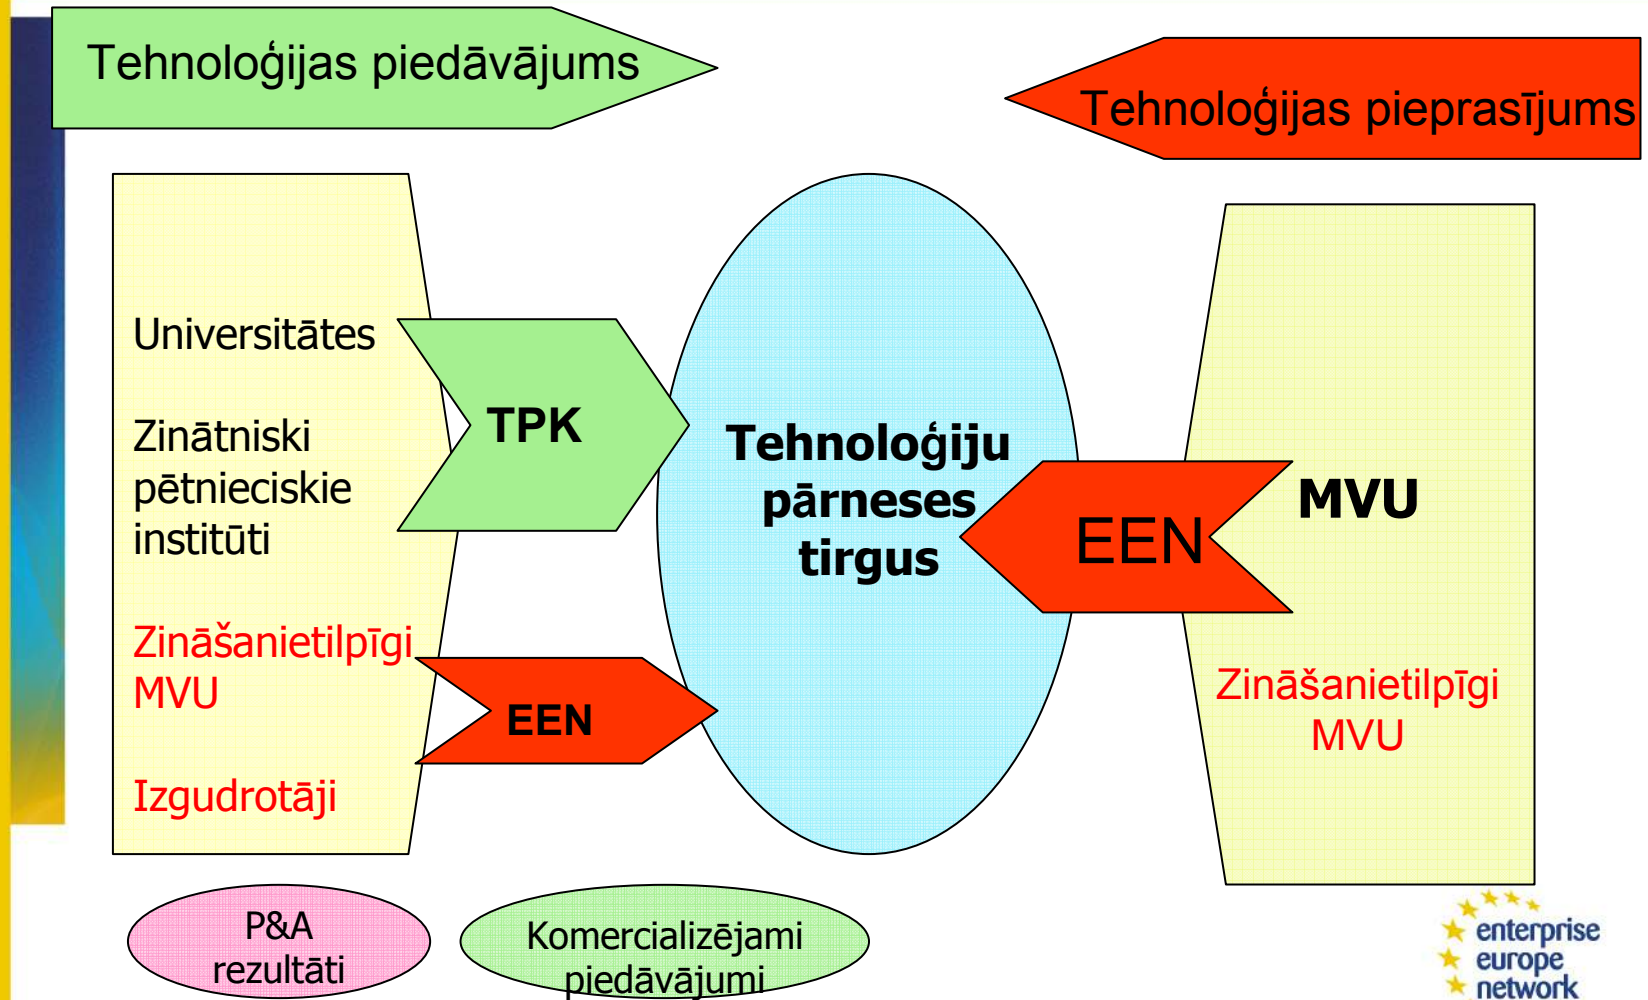 Tehnoloģijas piedāvājums
Tehnoloģijas pieprasījums
Universitātes
Zinātniski
pētnieciskie
institūti
Zināšanietilpīgi
MVU
Izgudrotāji
TPK
EEN
Tehnoloģiju
pārneses
tirgus
EEN
MVU
Zināšanietilpīgi
MVU
P&A
rezultāti
Komercializējami
piedāvājumi
enterprise
europe
network